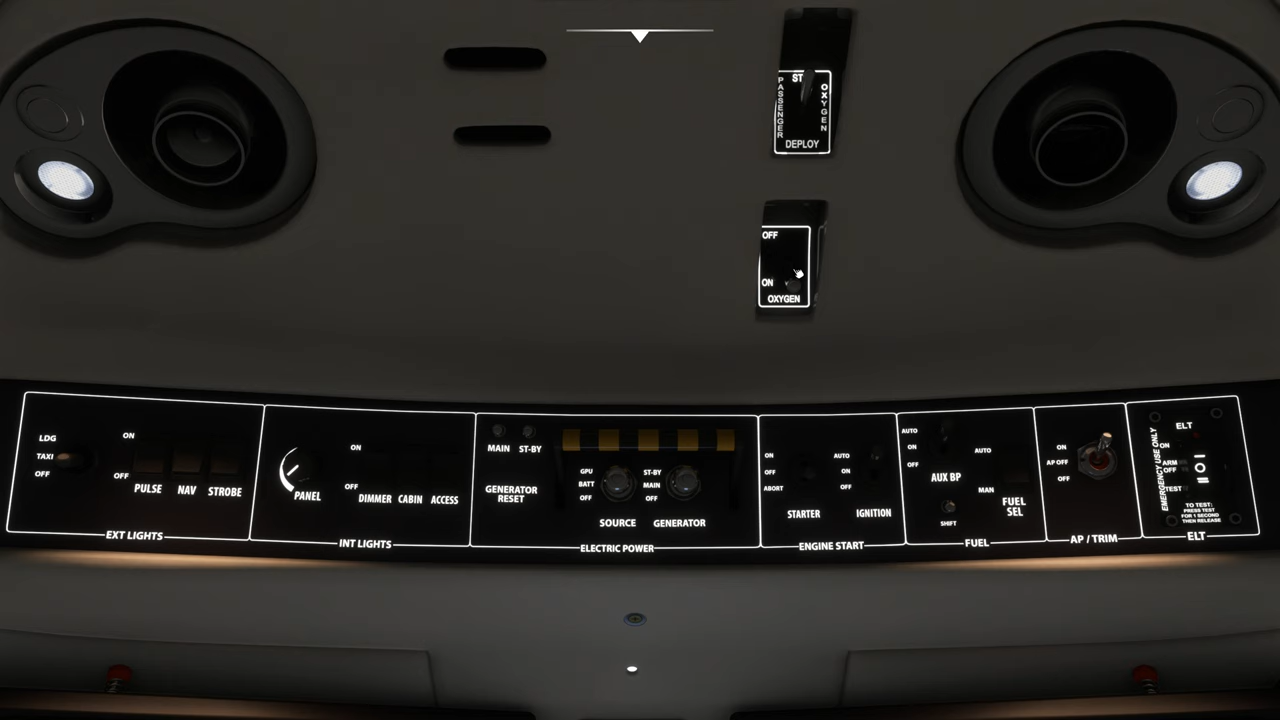 ST
PASSENGER
OXYGEN
DEPLOY
OFF
ON
OXYGEN
LDG
TAXI
OFF
ON
OFF
PULSE NAV STROBE
EXT LIGHTS
PANEL
ON
OFF
DIMMER CABIN ACCESS
INT LIGHTS
MAIN ST-BY
GENERATOR
RESET
GPU
BATT
OFF
SOURCE
ST-BY
MAIN
OFF
GENERATOR
ELECTRIC POWER
ON
OFF
ABORT
STARTER
AUTO
ON
OFF
IGNITION
ENGINE START
AUTO
ON
OFF
AUX BP
SHIFT
AUTO
MAN
FUEL
SEL
FUEL
ON
AP OFF
OFF
AP / TRIM
EMERGENCY USE ONLY
ELT
ON
ARM
OFF
TEST
TO TEST:
PRESS TEST
FOR 1 SECOND
THEN RELEASE
ELT